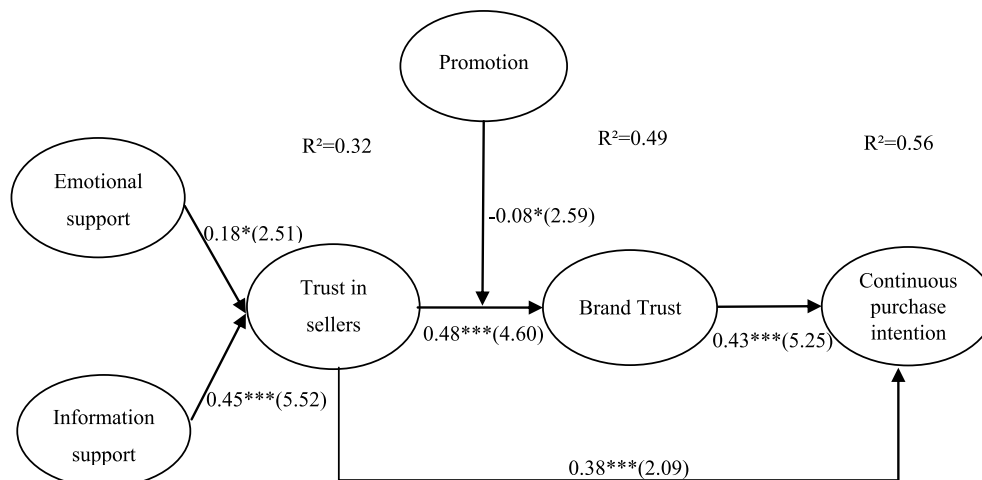 Promotion
R²=0.32
R²=0.49
R²=0.56
Emotional
support
-0.08*(2.59)
0.18*(2.51)
Trust in
sellers
Brand Trust
Continuous
purchase
intention
0.48***(4.60)
0.43***(5.25)
0.45***(5.52)
Information
support
0.38***(2.09)